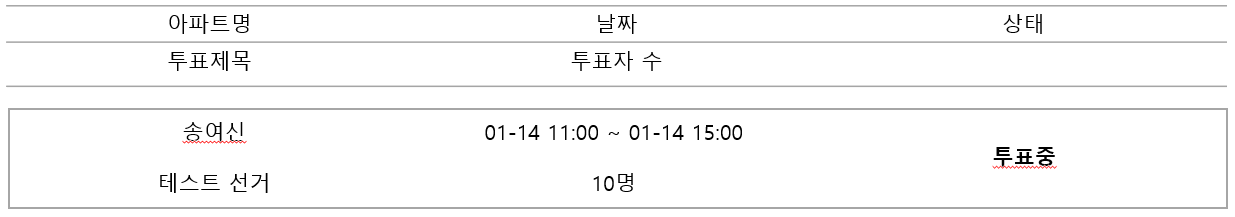 아파트명 날짜 상태
투표제목 투표자 수
송여신 01-14 11:00 ~ 01-14 15:00
투표중
테스트 선거 10명